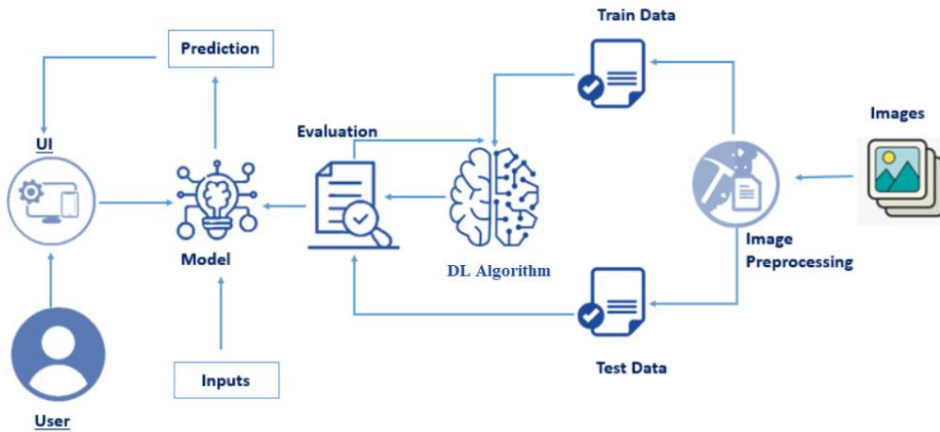 Train Data
Prediction
Images
Evaluation
UI
Model
Image
Preprocessing
DL Algorithm
Test Data
Inputs
User